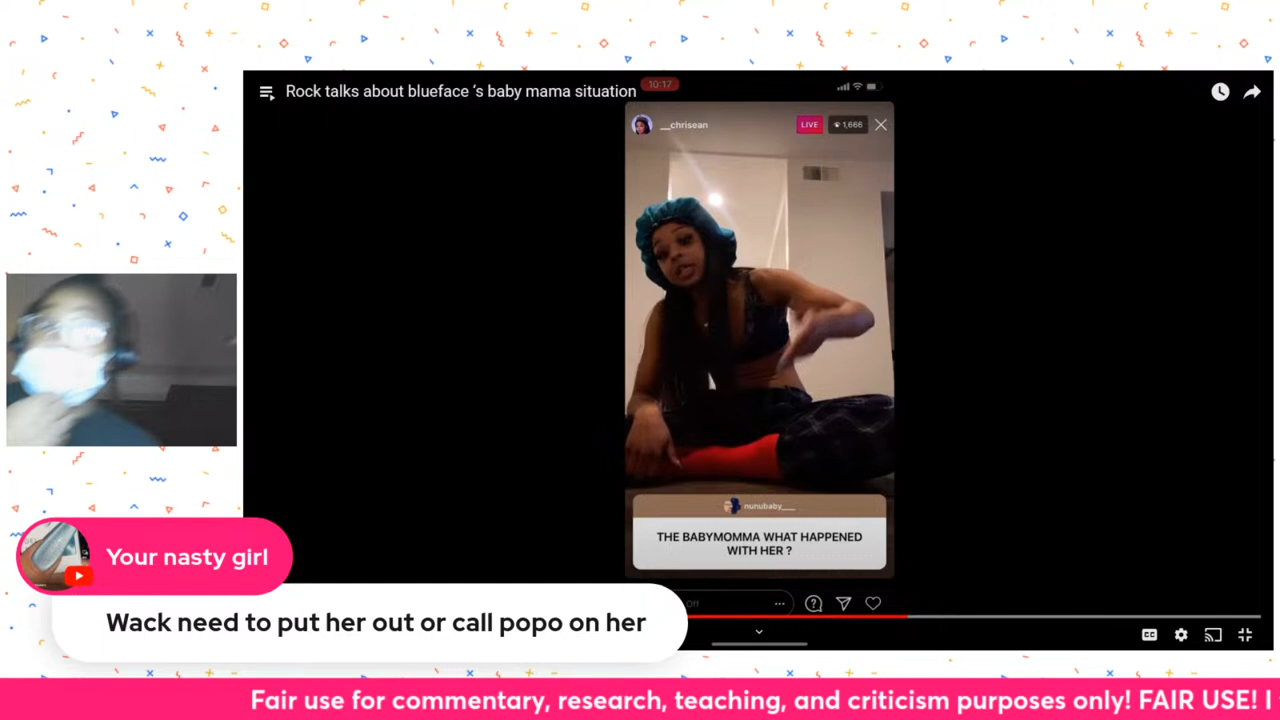 Rock talks about blueface ‘s baby mama situation
10:17
__chrisean
LIVE
1,666
nunubaby___
THE BABYMOMMA WHAT HAPPENED
WITH HER ?
Off
CC
Your nasty girl
Wack need to put her out or call popo on her
Fair use for commentary, research, teaching, and criticism purposes only! FAIR USE! I